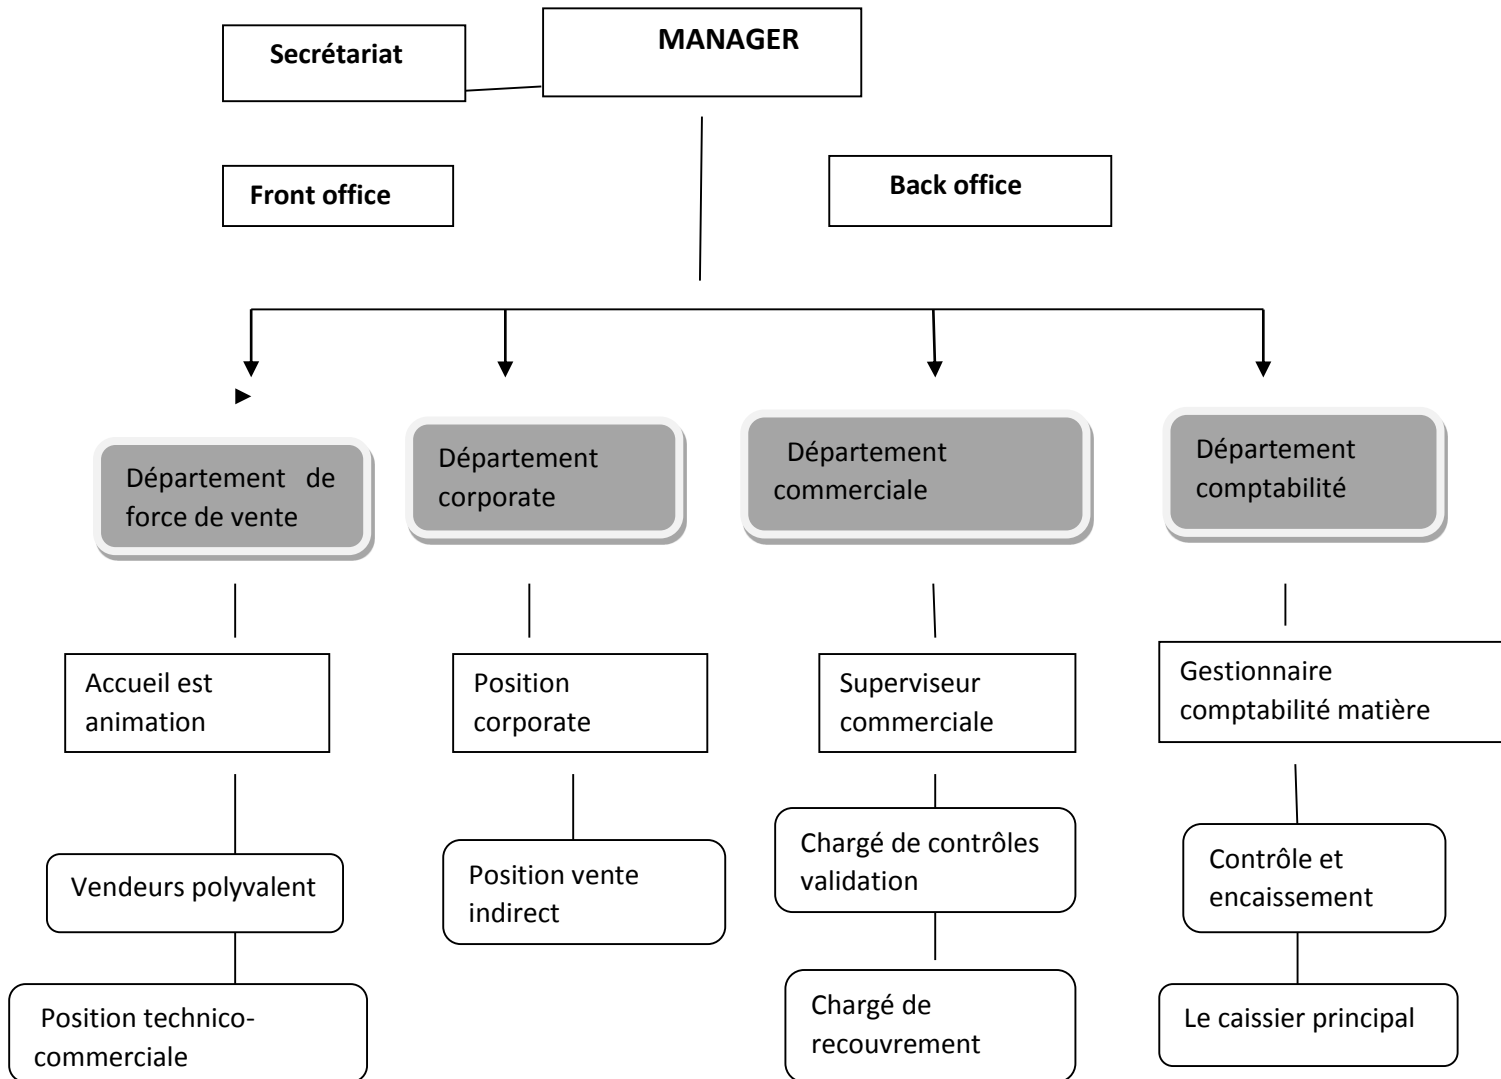 Secrétariat
MANAGER
Front office
Back office
Département de
force de vente
Département
corporate
Département
commerciale
Département
comptabilité
Accueil est
animation
Position
corporate
Superviseur
commerciale
Gestionnaire
comptabilité matière
Vendeurs polyvalent
Position vente
indirect
Chargé de contrôles
validation
Contrôle et
encaissement
Position technico-
commerciale
Chargé de
recouvrement
Le caissier principal